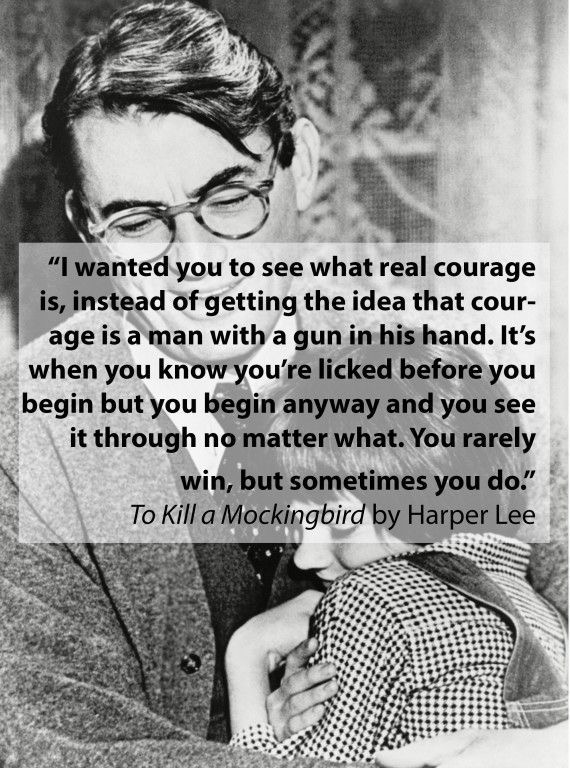 “I wanted you to see what real courage
is, instead of getting the idea that cour-
age is a man with a gun in his hand. It’s
when you know you’re licked before you
begin but you begin anyway and you see
it through no matter what. You rarely
win, but sometimes you do.”
To Kill a Mockingbird by Harper Lee